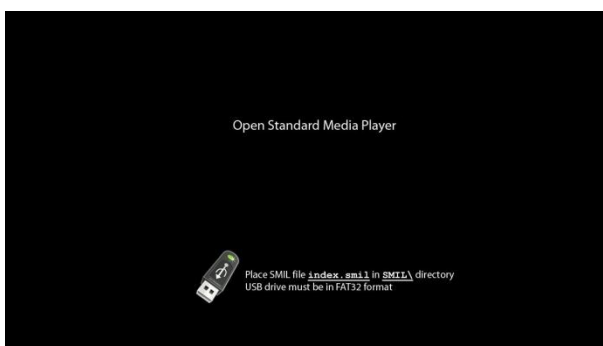 Open Standard Media Player
Place SMIL file index.smil in SMIL\ directory
USB drive must be in FAT32 format